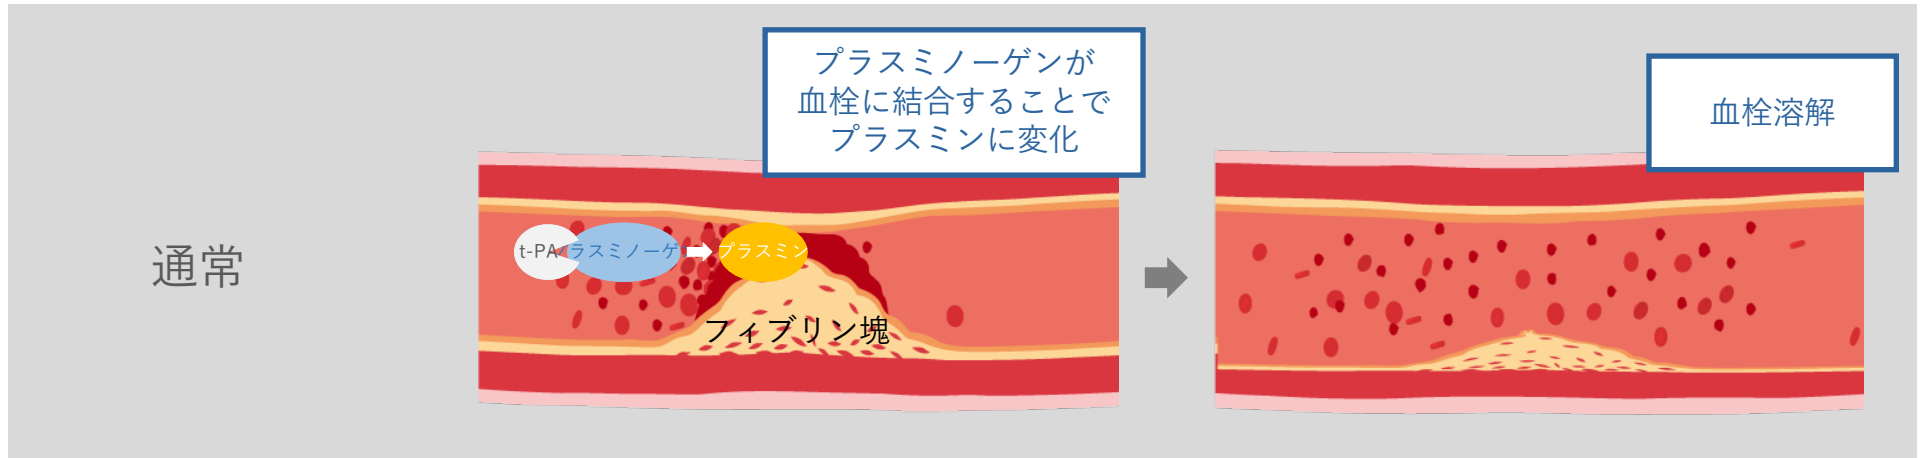 プラスミノーゲンが
血栓に結合することで
プラスミンに変化
血栓溶解
通常
t-PA
ラスミノーゲ
プラスミン
フィブリン塊